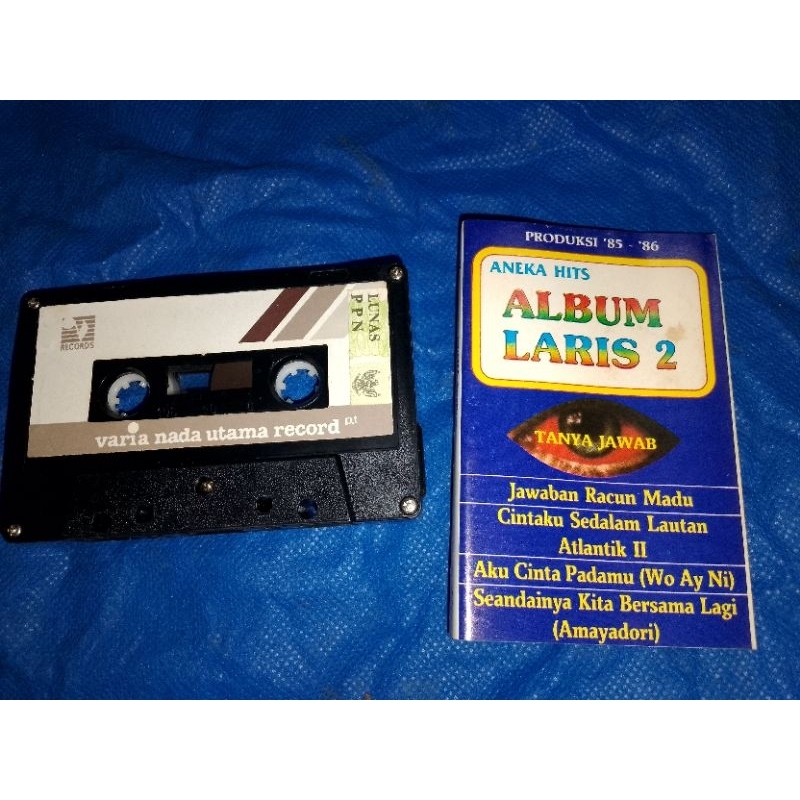 RECORDS
LUNAS
PPN
varia nada utama record p.t
PRODUKSI '85 - '86
ANEKA HITS
ALBUM
LARIS 2
TANYA JAWAB
Jawaban Racun Madu
Cintaku Sedalam Lautan
Atlantik II
Aku Cinta Padamu (Wo Ay Ni)
Seandainya Kita Bersama Lagi
(Amayadori)